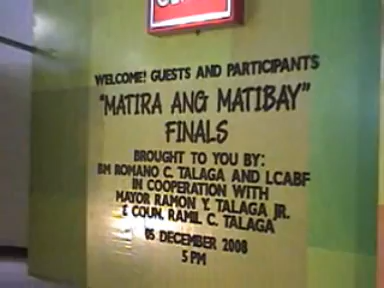 WELCOME! GUESTS AND PARTICIPANTS
"MATIRA ANG MATIBAY"
FINALS
BROUGHT TO YOU BY:
BM ROMANO C. TALAGA AND LCABF
IN COOPERATION WITH
MAYOR RAMON Y. TALAGA JR.
& COUN. RAMIL C. TALAGA
05 DECEMBER 2008
5 PM